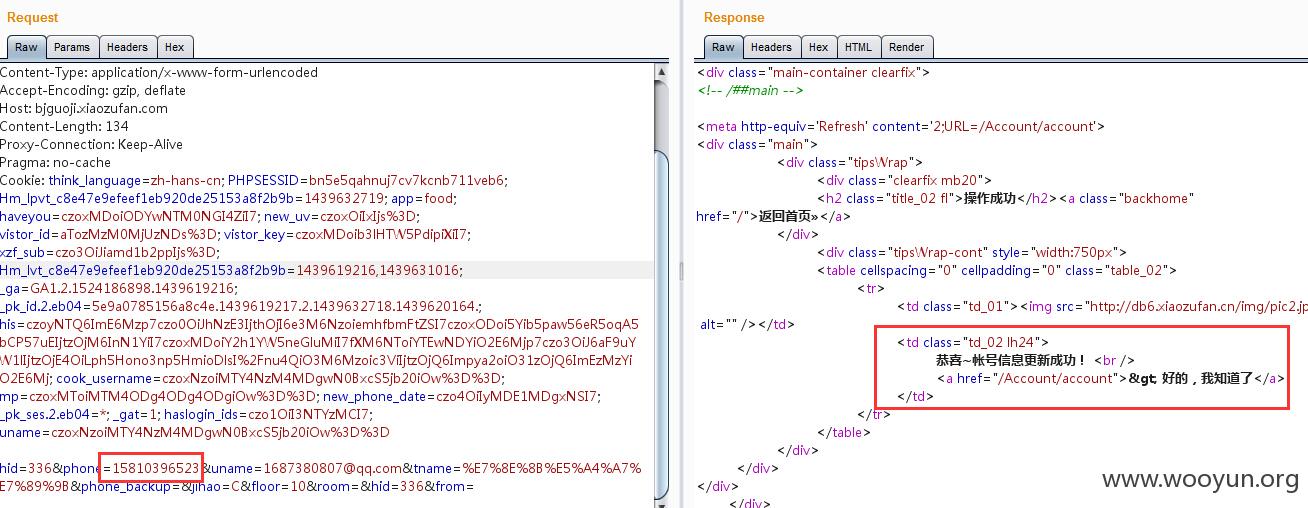 Request
Raw Params Headers Hex
Content-Type: application/x-www-form-urlencoded
Accept-Encoding: gzip, deflate
Host: bjguoji.xiaozufan.com
Content-Length: 134
Proxy-Connection: Keep-Alive
Pragma: no-cache
Cookie: think_language=zh-hans-cn; PHPSESSID=bn5e5qahnuj7cv7kcnb711veb6;
Hm_lpvt_c8e47e9efeef1eb920de25153a8f2b9b=1439632719; app=food;
haveyou=czoxMDoiODYwNTM0NGI4ZiI7; new_uv=czoxOiIxIjs%3D;
vistor_id=aTozMzM0MjUzNDs%3D; vistor_key=czoxMDoib3lHTW5PdipiXiI7;
xzf_sub=czo3OiJiamd1b2ppIjs%3D;
Hm_lvt_c8e47e9efeef1eb920de25153a8f2b9b=1439619216,1439631016;
_ga=GA1.2.1524186898.1439619216;
_pk_id.2.eb04=5e9a0785156a8c4e.1439619217.2.1439632718.1439620164.;
his=czoyNTQ6ImE6Mzp7czo0OiJhNzE3IjthOjI6e3M6NzoiemhfbmFtZSI7czoxODoi5Yib5paw56eR5oqA5
bCP57uEIjtzOjM6InN1YiI7czoxMDoiY2h1YW5neGluMiI7fXM6NToiYTEwNDYiO2E6Mjp7czo3OiJ6aF9uY
W1lIjtzOjE4OiLph5Hono3np5HmioDlsI%2Fnu4QiO3M6Mzoic3ViIjtzOjQ6Impya2oiO31zOjQ6ImEzMzYi
O2E6Mj; cook_username=czoxNzoiMTY4NzM4MDgwN0BxcS5jb20iOw%3D%3D;
mp=czoxMToiMTM4ODg4ODg4ODgiOw%3D%3D; new_phone_date=czo4OiIyMDE1MDgxNSI7;
_pk_ses.2.eb04=*; _gat=1; haslogin_ids=czo1OiI3NTYzMCI7;
uname=czoxNzoiMTY4NzM4MDgwN0BxcS5jb20iOw%3D%3D
hid=336&phone=15810396523&uname=1687380807@qq.com&tname=%E7%8E%8B%E5%A4%A7%
E7%89%9B&phone_backup=&jihao=C&floor=10&room=&hid=336&from=
Response
Raw Headers Hex HTML Render
<div class="main-container clearfix">
<!-- /##main -->
<meta http-equiv='Refresh' content='2;URL=/Account/account'>
<div class="main">
<div class="tipsWrap">
<div class="clearfix mb20">
<h2 class="title_02 fl">操作成功</h2><a class="backhome"
href="/">返回首页»</a>
</div>
<div class="tipsWrap-cont" style="width:750px">
<table cellspacing="0" cellpadding="0" class="table_02">
<tr>
<td class="td_01"><img src="http://db6.xiaozufan.cn/img/pic2.jp
alt="" /></td>
<td class="td_02 lh24">
恭喜~帐号信息更新成功！ <br />
<a href="/Account/account">&gt; 好的，我知道了</a>
</td>
</tr>
</table>
</div>
</div>
</div>
</div>
www.wooyun.org